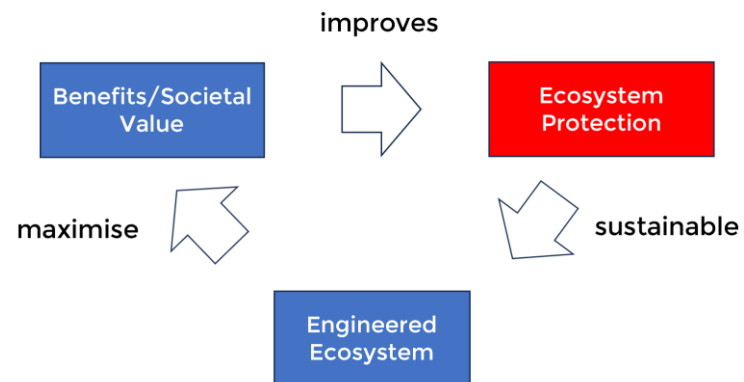 improves
Benefits/Societal
Value
Ecosystem
Protection
maximise
sustainable
Engineered
Ecosystem